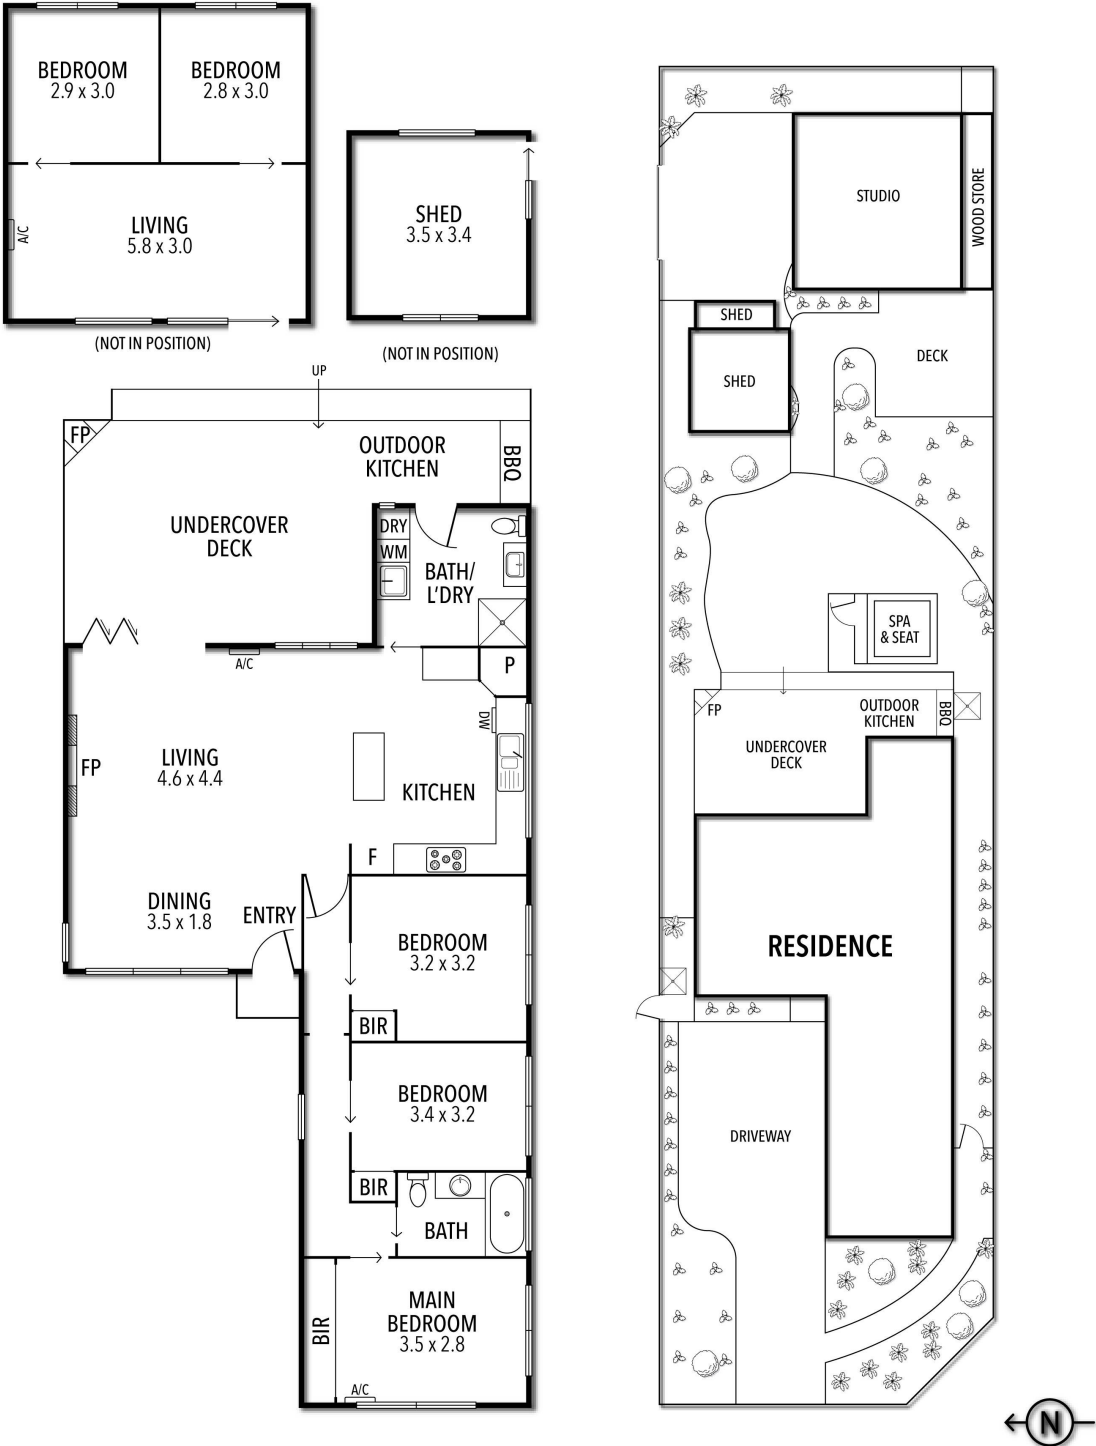 BEDROOM
2.9 x 3.0
BEDROOM
2.8 x 3.0
LIVING
5.8 x 3.0
A/C
(NOT IN POSITION)
SHED
3.5 x 3.4
(NOT IN POSITION)
UP
FP
OUTDOOR
KITCHEN
BBQ
UNDERCOVER
DECK
DRY
WM
BATH/
L'DRY
A/C
P
DW
FP
LIVING
4.6 x 4.4
KITCHEN
F
DINING
3.5 x 1.8
ENTRY
BEDROOM
3.2 x 3.2
BIR
BEDROOM
3.4 x 3.2
BIR
BATH
MAIN
BEDROOM
3.5 x 2.8
BIR
A/C
STUDIO
WOOD STORE
SHED
SHED
DECK
SPA
& SEAT
FP
OUTDOOR
KITCHEN
BBQ
UNDERCOVER
DECK
RESIDENCE
DRIVEWAY
N